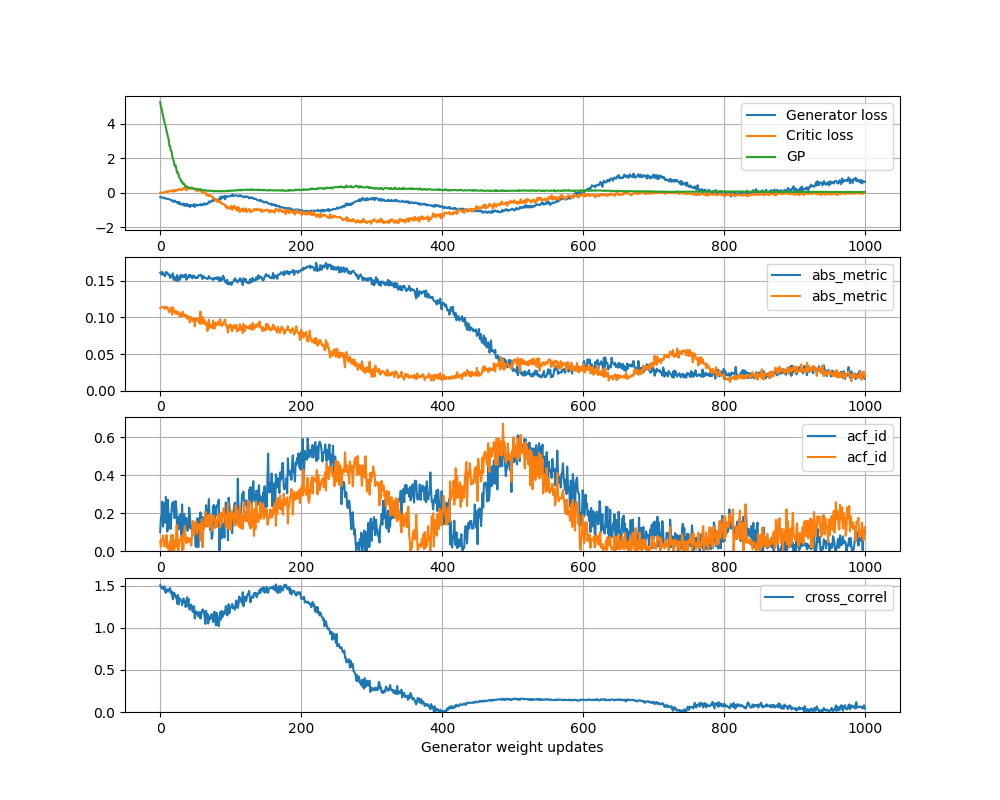 Generator loss
Critic loss
GP
4
2
0
−2
0 200 400 600 800 1000
abs_metric
abs_metric
0.15
0.10
0.05
0.00
0 200 400 600 800 1000
acf_id
acf_id
0.6
0.4
0.2
0.0
0 200 400 600 800 1000
cross_correl
1.5
1.0
0.5
0.0
0 200 400 600 800 1000
Generator weight updates